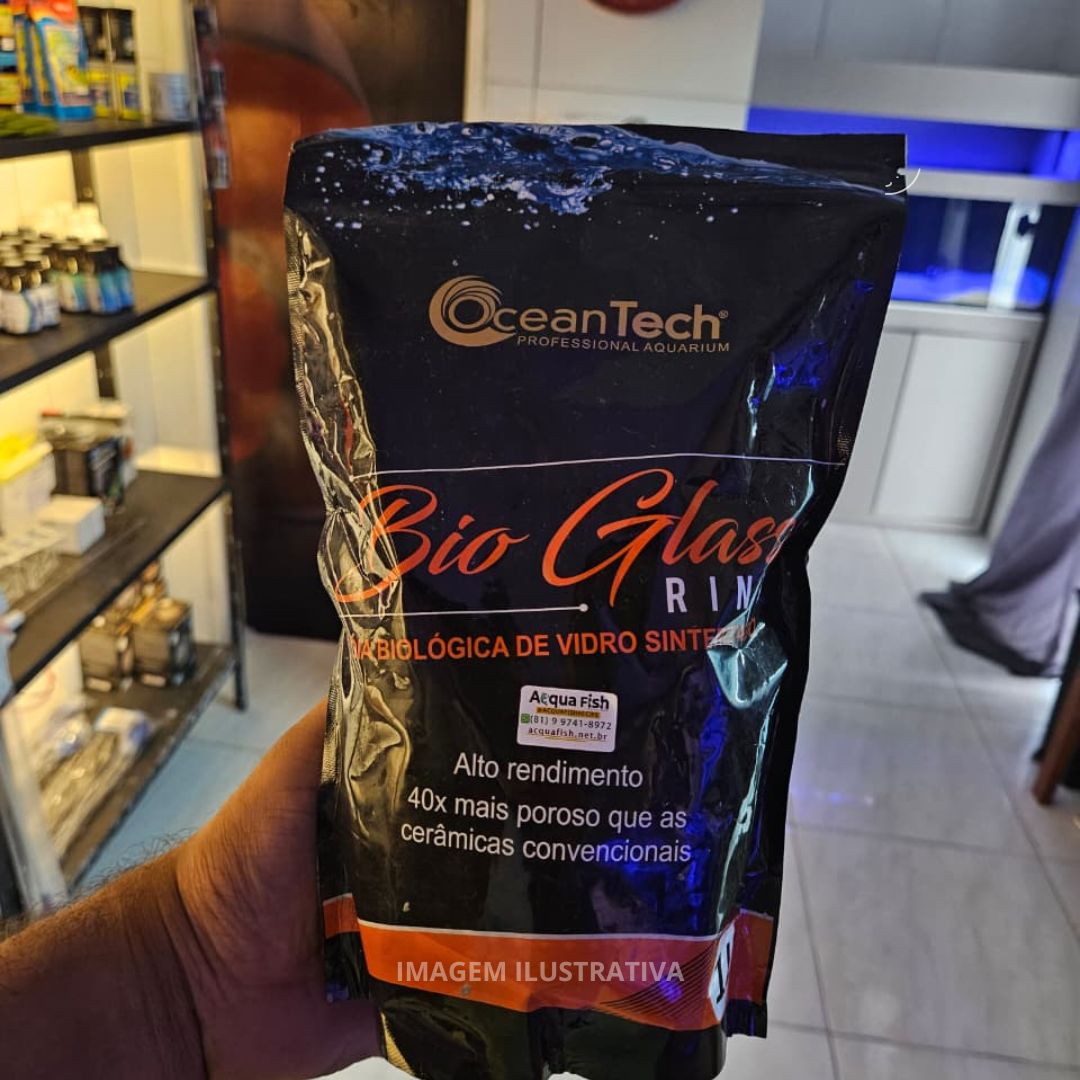 OceanTech®
PROFESSIONAL AQUARIUM
Bio Glass
RIN
BIOLÓGICA DE VIDRO
Acqua Fish
(81) 9 9741-8972
acquafish.net.br
Alto rendimento
40x mais poroso que as
cerâmicas convencionais
IMAGEM ILUSTRATIVA